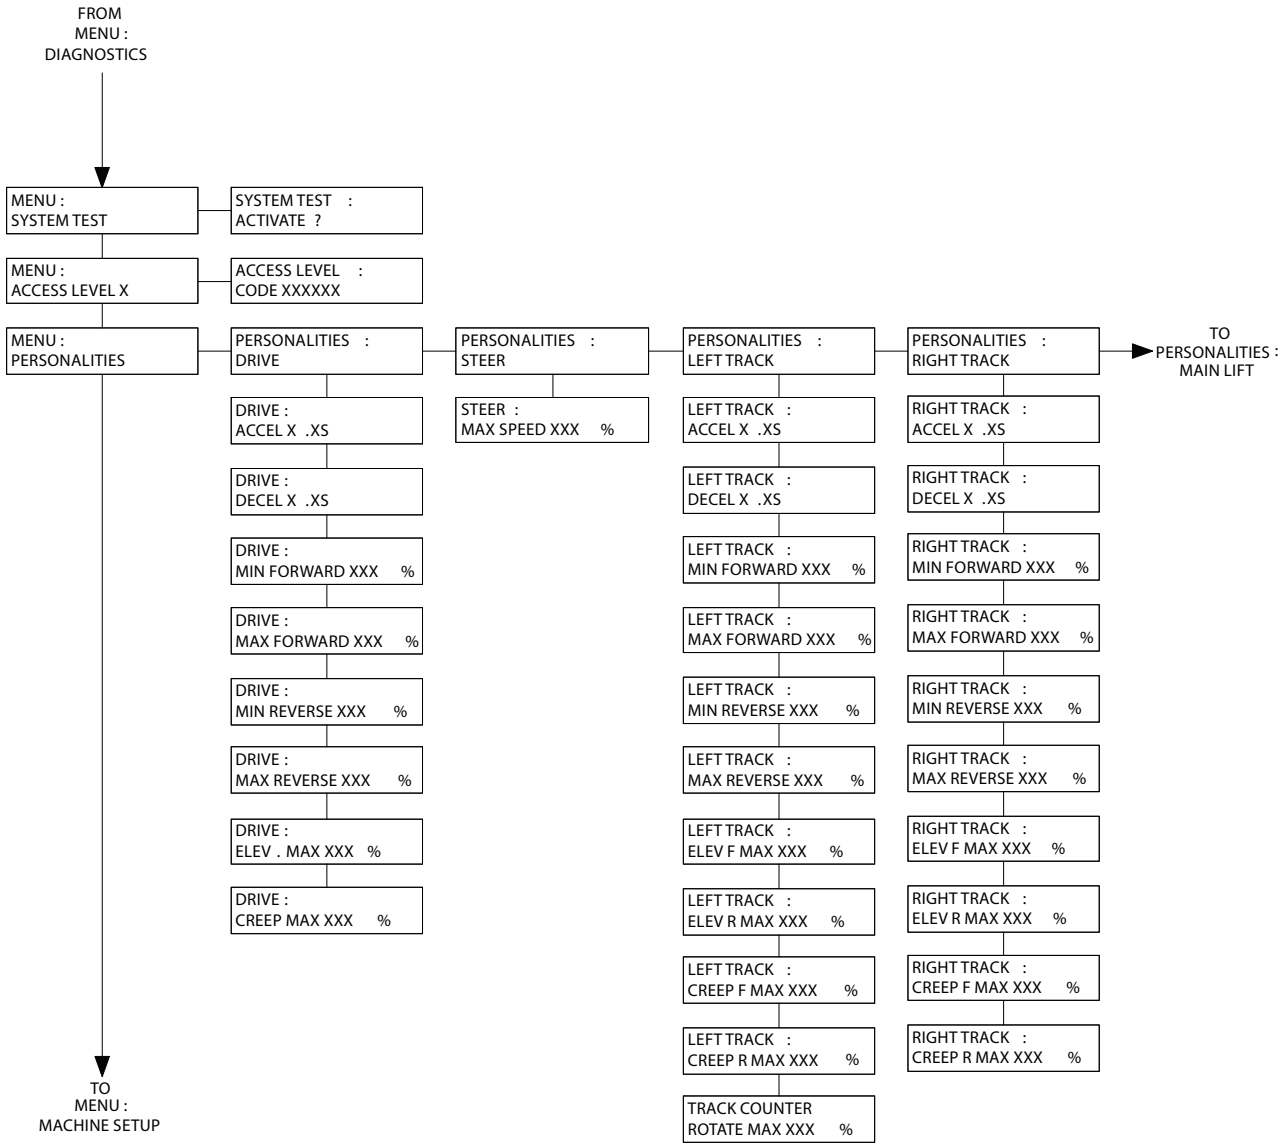 FROM
MENU :
DIAGNOSTICS
MENU :
SYSTEM TEST
SYSTEM TEST :
ACTIVATE ?
MENU :
ACCESS LEVEL X
ACCESS LEVEL :
CODE XXXXXX
MENU :
PERSONALITIES
PERSONALITIES :
DRIVE
DRIVE :
ACCEL X .XS
DRIVE :
DECEL X .XS
DRIVE :
MIN FORWARD XXX %
DRIVE :
MAX FORWARD XXX %
DRIVE :
MIN REVERSE XXX %
DRIVE :
MAX REVERSE XXX %
DRIVE :
ELEV . MAX XXX %
DRIVE :
CREEP MAX XXX %
PERSONALITIES :
STEER
STEER :
MAX SPEED XXX %
PERSONALITIES :
LEFT TRACK
LEFT TRACK :
ACCEL X .XS
LEFT TRACK :
DECEL X .XS
LEFT TRACK :
MIN FORWARD XXX %
LEFT TRACK :
MAX FORWARD XXX %
LEFT TRACK :
MIN REVERSE XXX %
LEFT TRACK :
MAX REVERSE XXX %
LEFT TRACK :
ELEV F MAX XXX %
LEFT TRACK :
ELEV R MAX XXX %
LEFT TRACK :
CREEP F MAX XXX %
LEFT TRACK :
CREEP R MAX XXX %
TRACK COUNTER
ROTATE MAX XXX %
PERSONALITIES :
RIGHT TRACK
RIGHT TRACK :
ACCEL X .XS
RIGHT TRACK :
DECEL X .XS
RIGHT TRACK :
MIN FORWARD XXX %
RIGHT TRACK :
MAX FORWARD XXX %
RIGHT TRACK :
MIN REVERSE XXX %
RIGHT TRACK :
MAX REVERSE XXX %
RIGHT TRACK :
ELEV F MAX XXX %
RIGHT TRACK :
ELEV R MAX XXX %
RIGHT TRACK :
CREEP F MAX XXX %
RIGHT TRACK :
CREEP R MAX XXX %
TO
PERSONALITIES :
MAIN LIFT
TO
MENU :
MACHINE SETUP